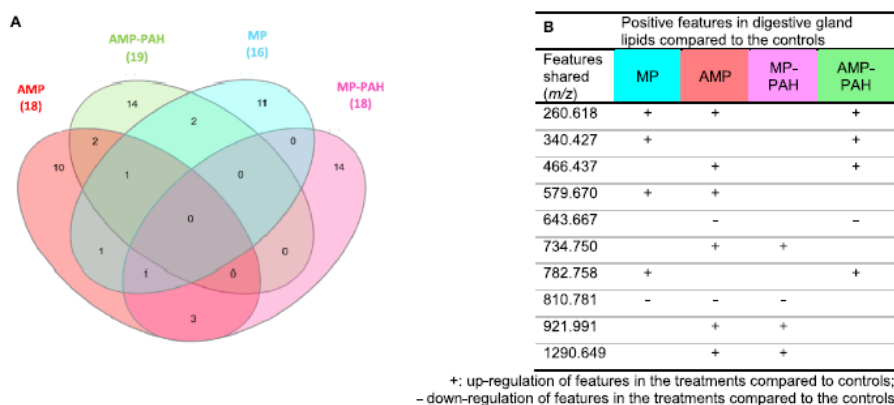 A
AMP-PAH
(19)
MP
(16)
AMP
(18)
MP-PAH
(18)
14
11
2
2
0
10
14
1
0
0
1
0
1
0
3
B Positive features in digestive gland
lipids compared to the controls
Features
shared
(m/z) MP AMP MP-
PAH AMP-
PAH
260.618 + + +
340.427 + +
466.437 + +
579.670 + +
643.667 – –
734.750 + +
782.758 + +
810.781 – – –
921.991 + +
1290.649 + +
+: up-regulation of features in the treatments compared to controls;
– down-regulation of features in the treatments compared to the controls